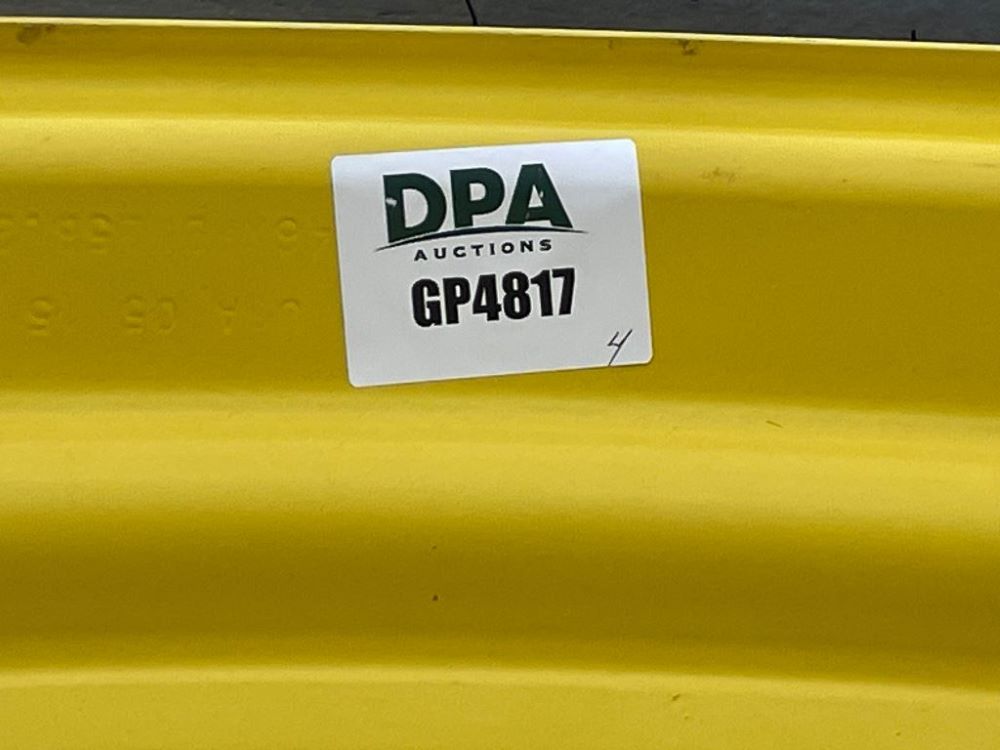 DPA
AUCTIONS
GP4817
4